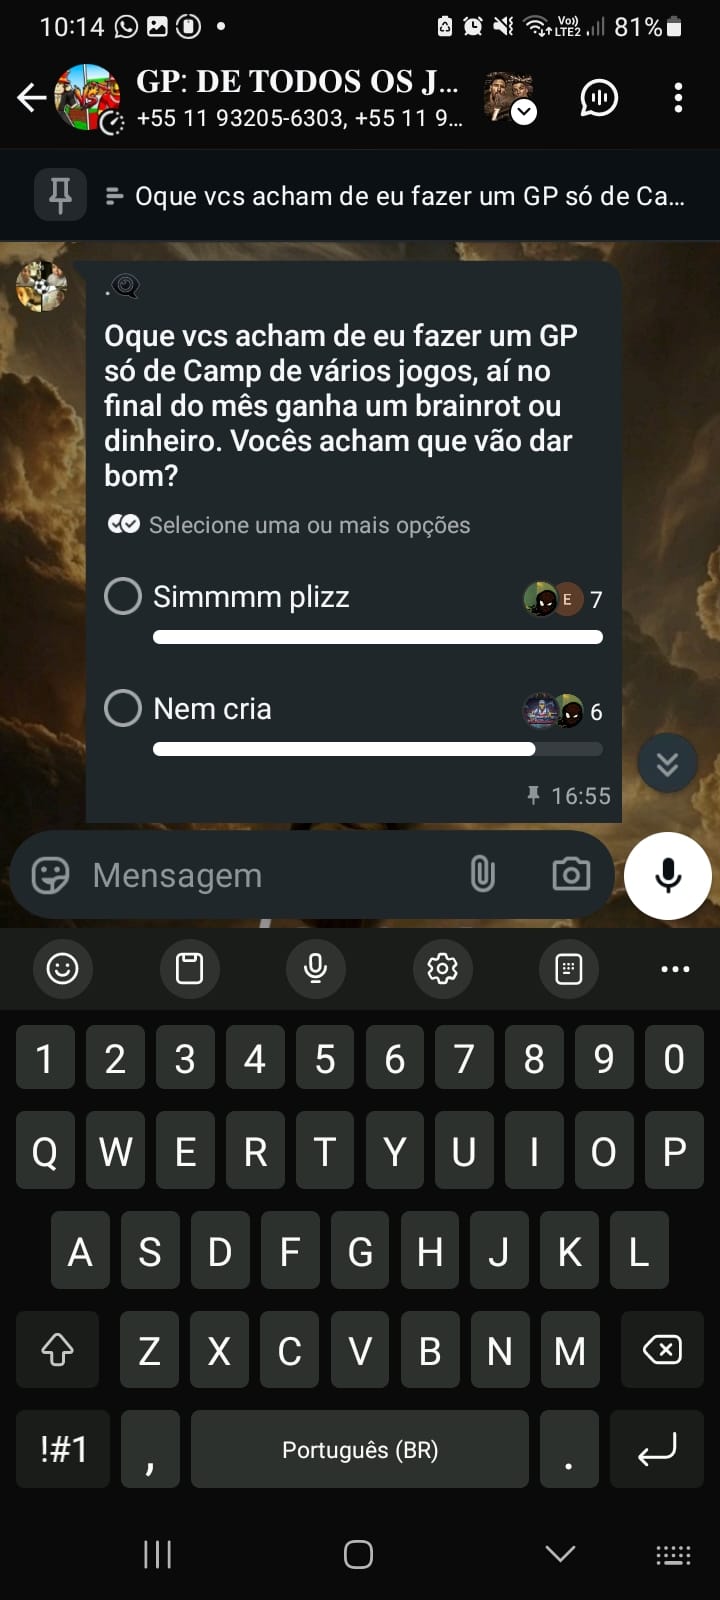 10:14
Vo))
LTE2
81%
GP: DE TODOS OS J...
+55 11 93205-6303, +55 11 9...
Oque vcs acham de eu fazer um GP só de Ca...
.
Oque vcs acham de eu fazer um GP
só de Camp de vários jogos, aí no
final do mês ganha um brainrot ou
dinheiro. Vocês acham que vão dar
bom?
Selecione uma ou mais opções
Simmmm plizz
E
7
Nem cria
6
16:55
Mensagem
1 2 3 4 5 6 7 8 9 0
Q W E R T Y U I O P
A S D F G H J K L
Z X C V B N M
!#1 , Português (BR) .